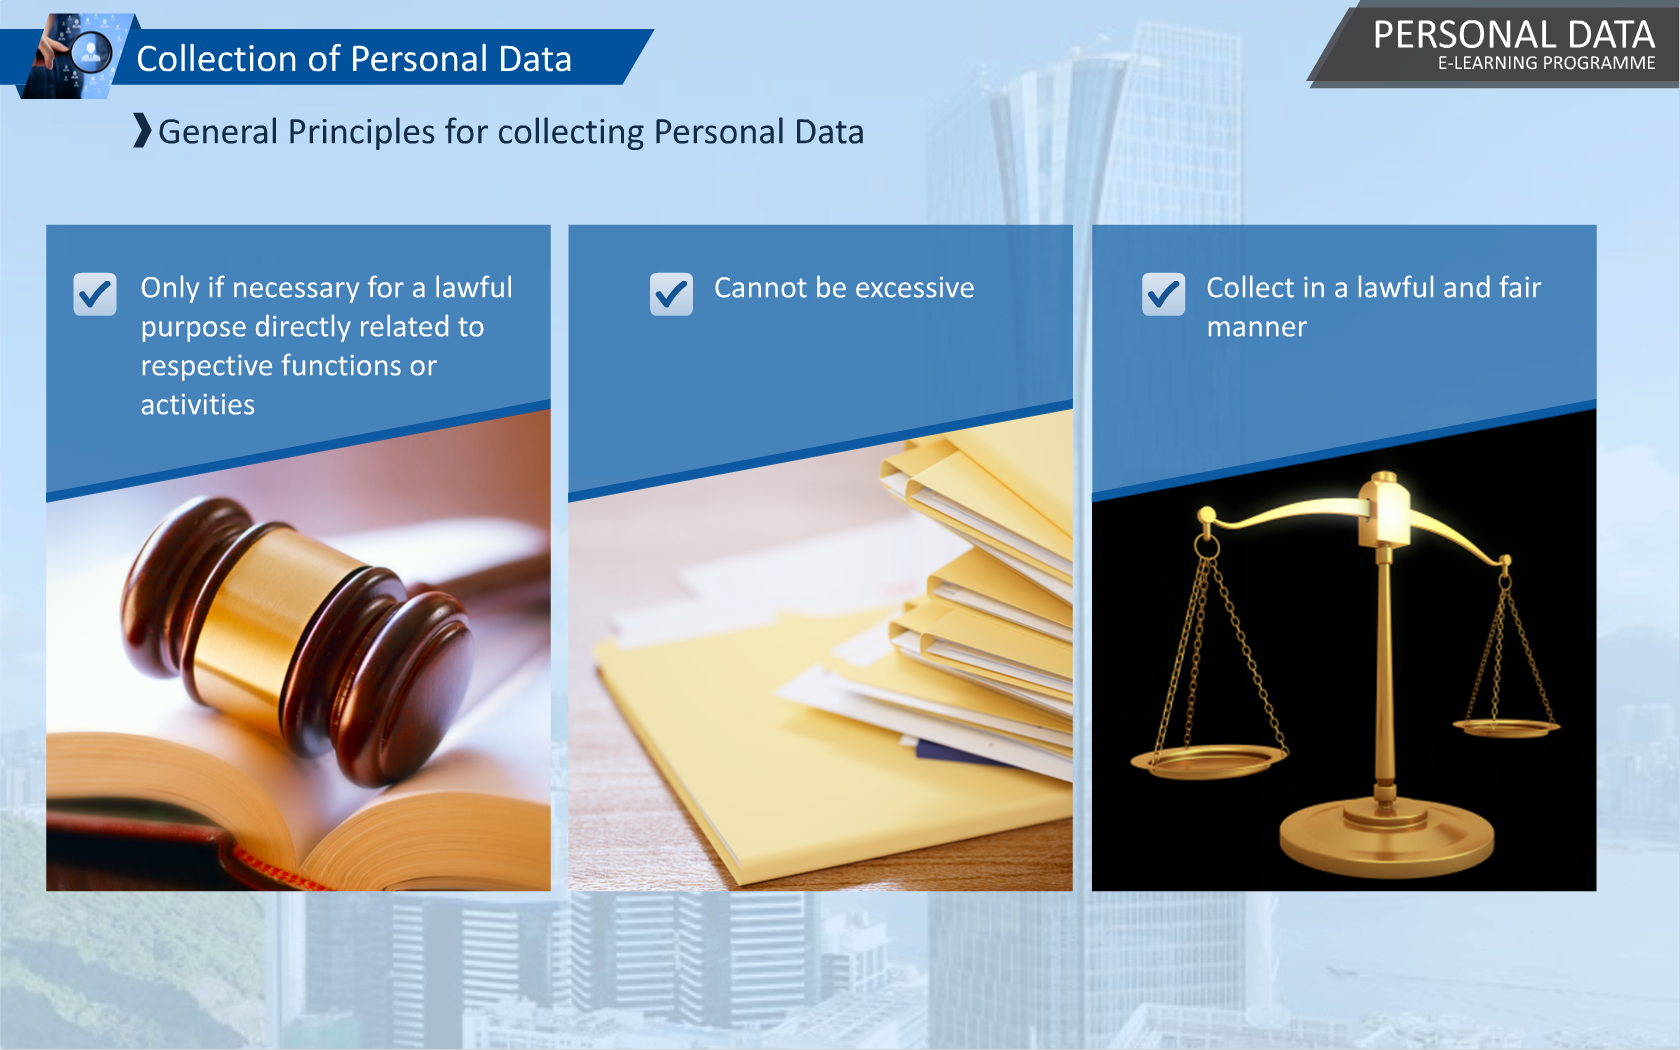 Collection of Personal Data
PERSONAL DATA
E-LEARNING PROGRAMME
General Principles for collecting Personal Data
Only if necessary for a lawful
purpose directly related to
respective functions or
activities
Cannot be excessive
Collect in a lawful and fair
manner